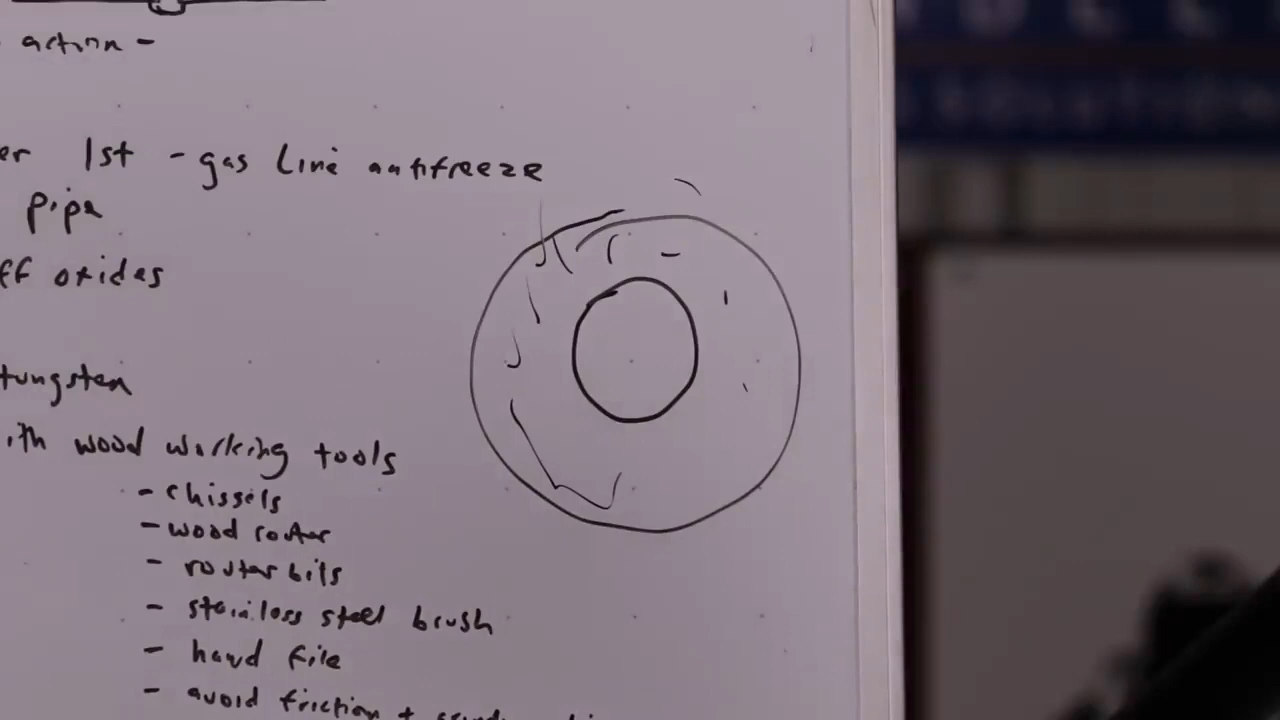 action -
er 1st - gas line antifreeze
pipe
ff oxides
tungsten
ith wood working tools
- chissels
- wood router
- router bits
- stainless steel brush
- hand file
- avoid friction +